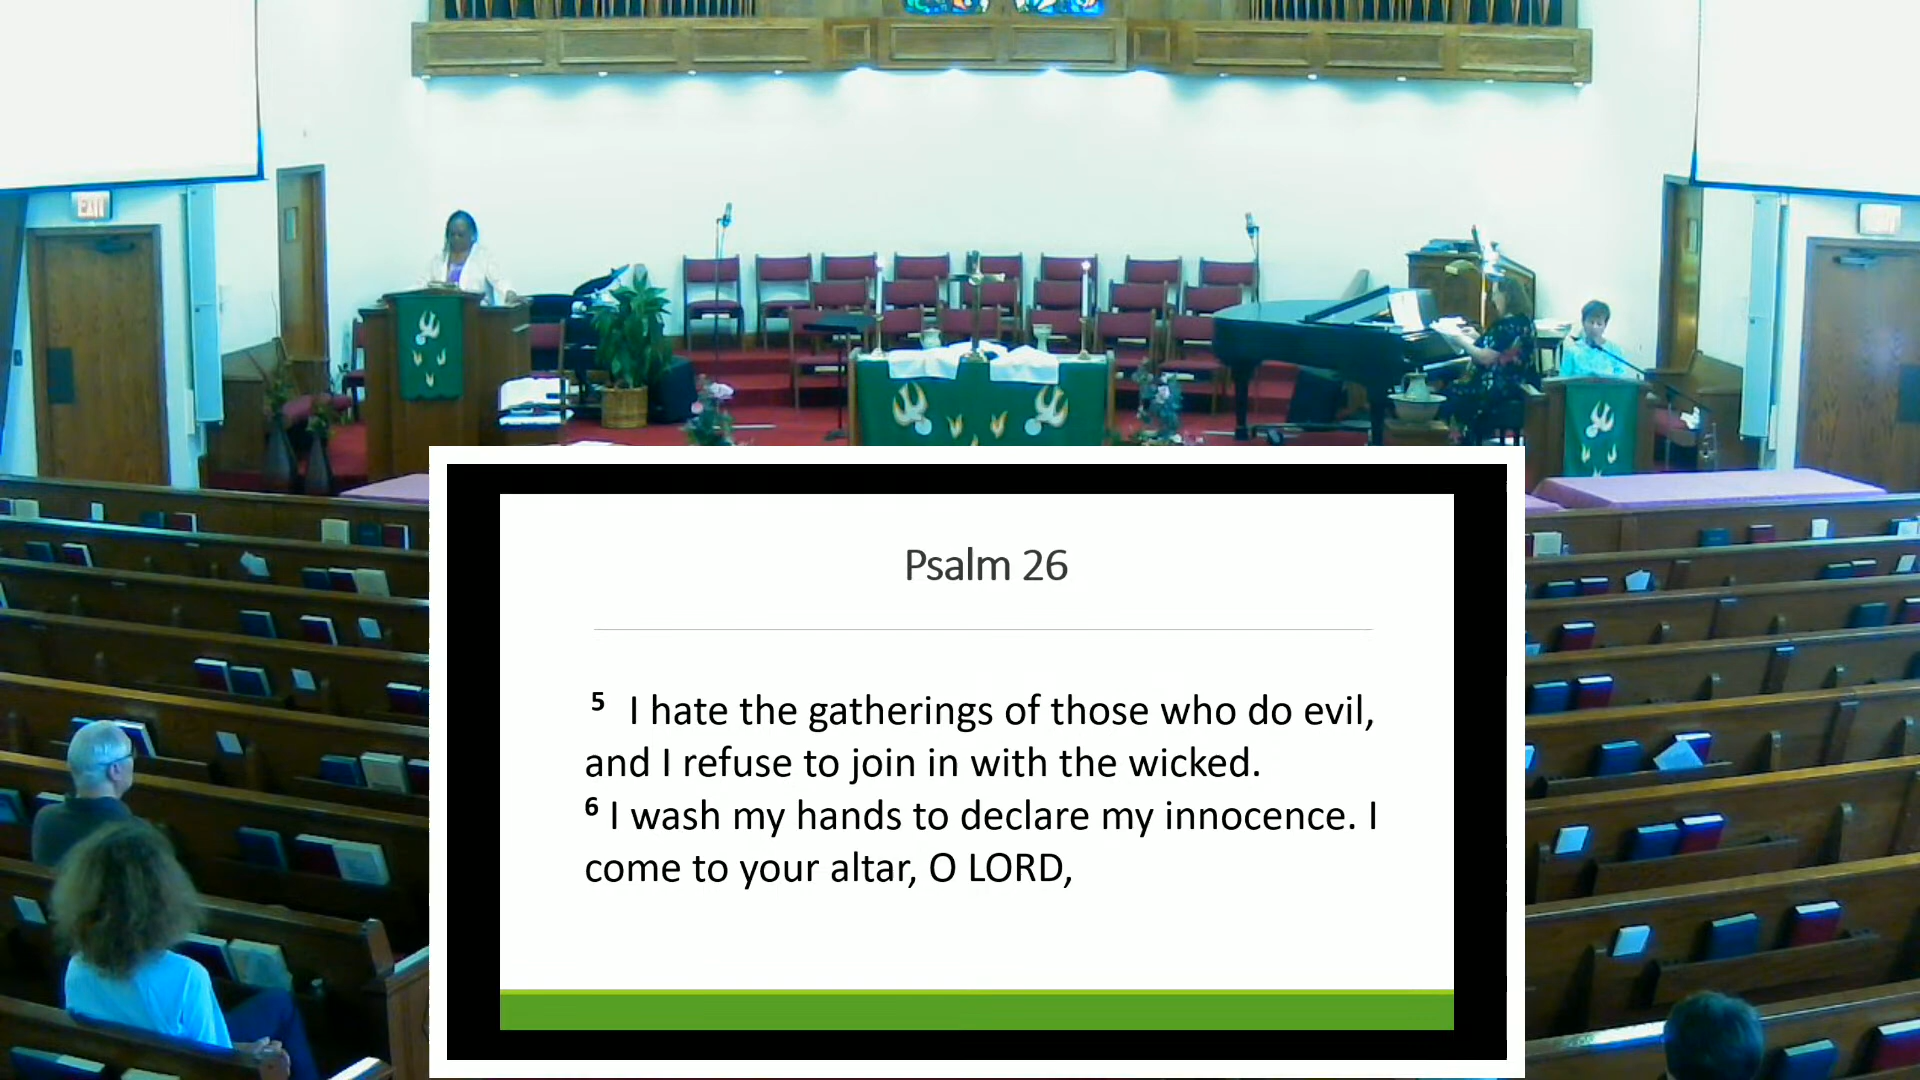 EXIT
Psalm 26
5 I hate the gatherings of those who do evil,
and I refuse to join in with the wicked.
6 I wash my hands to declare my innocence. I
come to your altar, O LORD,